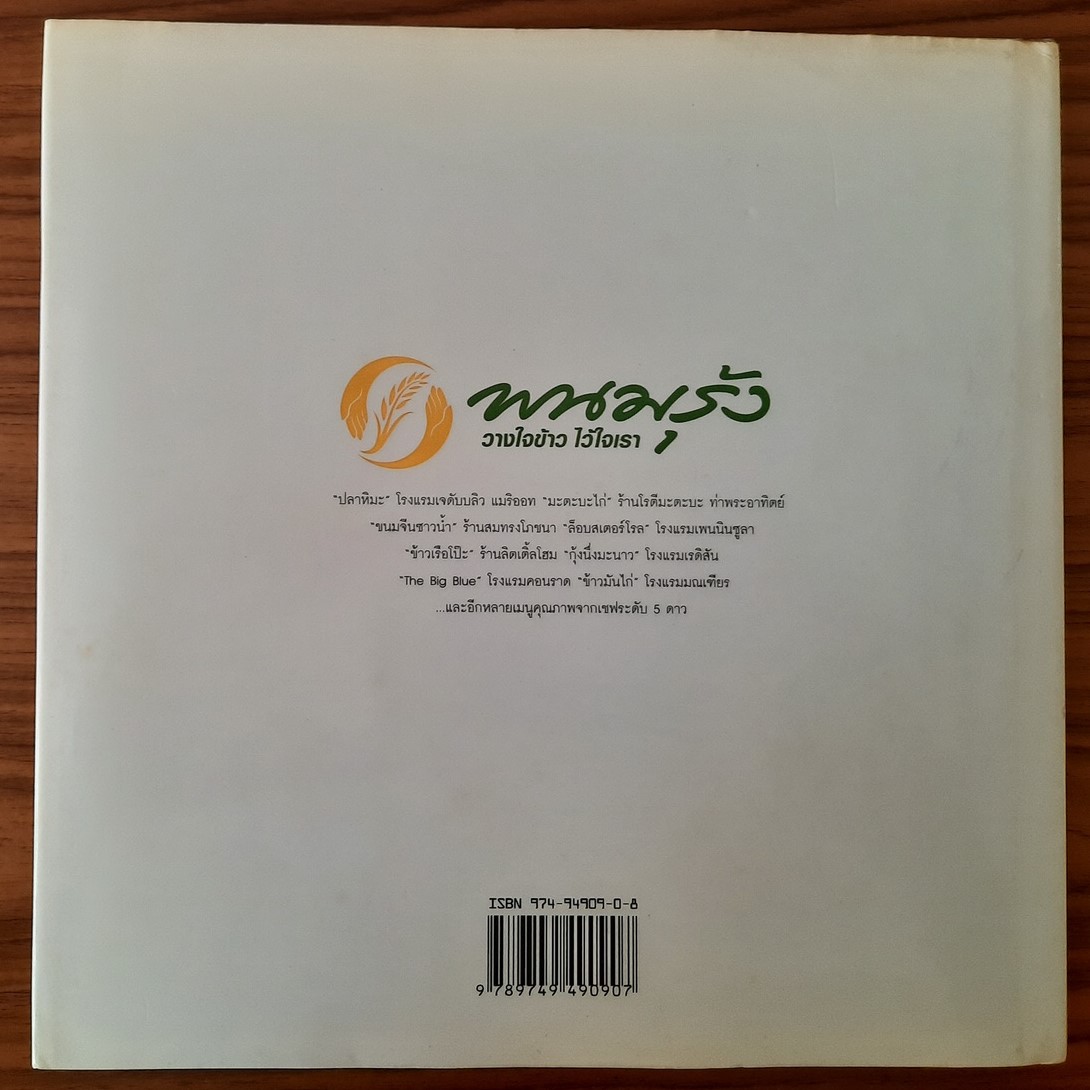 พนมรุ้ง
วางใจข้าว ไว้ใจเรา
"ปลาหิมะ" โรงแรมเจดับบลิว แมริออท "มะตะบะไก่" ร้านโรตีมะตะบะ ท่าพระอาทิตย์
"ขนมจีนซาวน้ำ" ร้านสมทรงโภชนา "ล็อบสเตอร์โรล" โรงแรมเพนนินซูลา
"ข้าวเรือโป๊ะ" ร้านลิตเติ้ลโฮม "กุ้งนึ่งมะนาว" โรงแรมเรดิสัน
"The Big Blue" โรงแรมคอนราด "ข้าวมันไก่" โรงแรมมณเฑียร
...และอีกหลายเมนูคุณภาพจากเชฟระดับ 5 ดาว
ISBN 974-94909-0-8
9 789749 490907